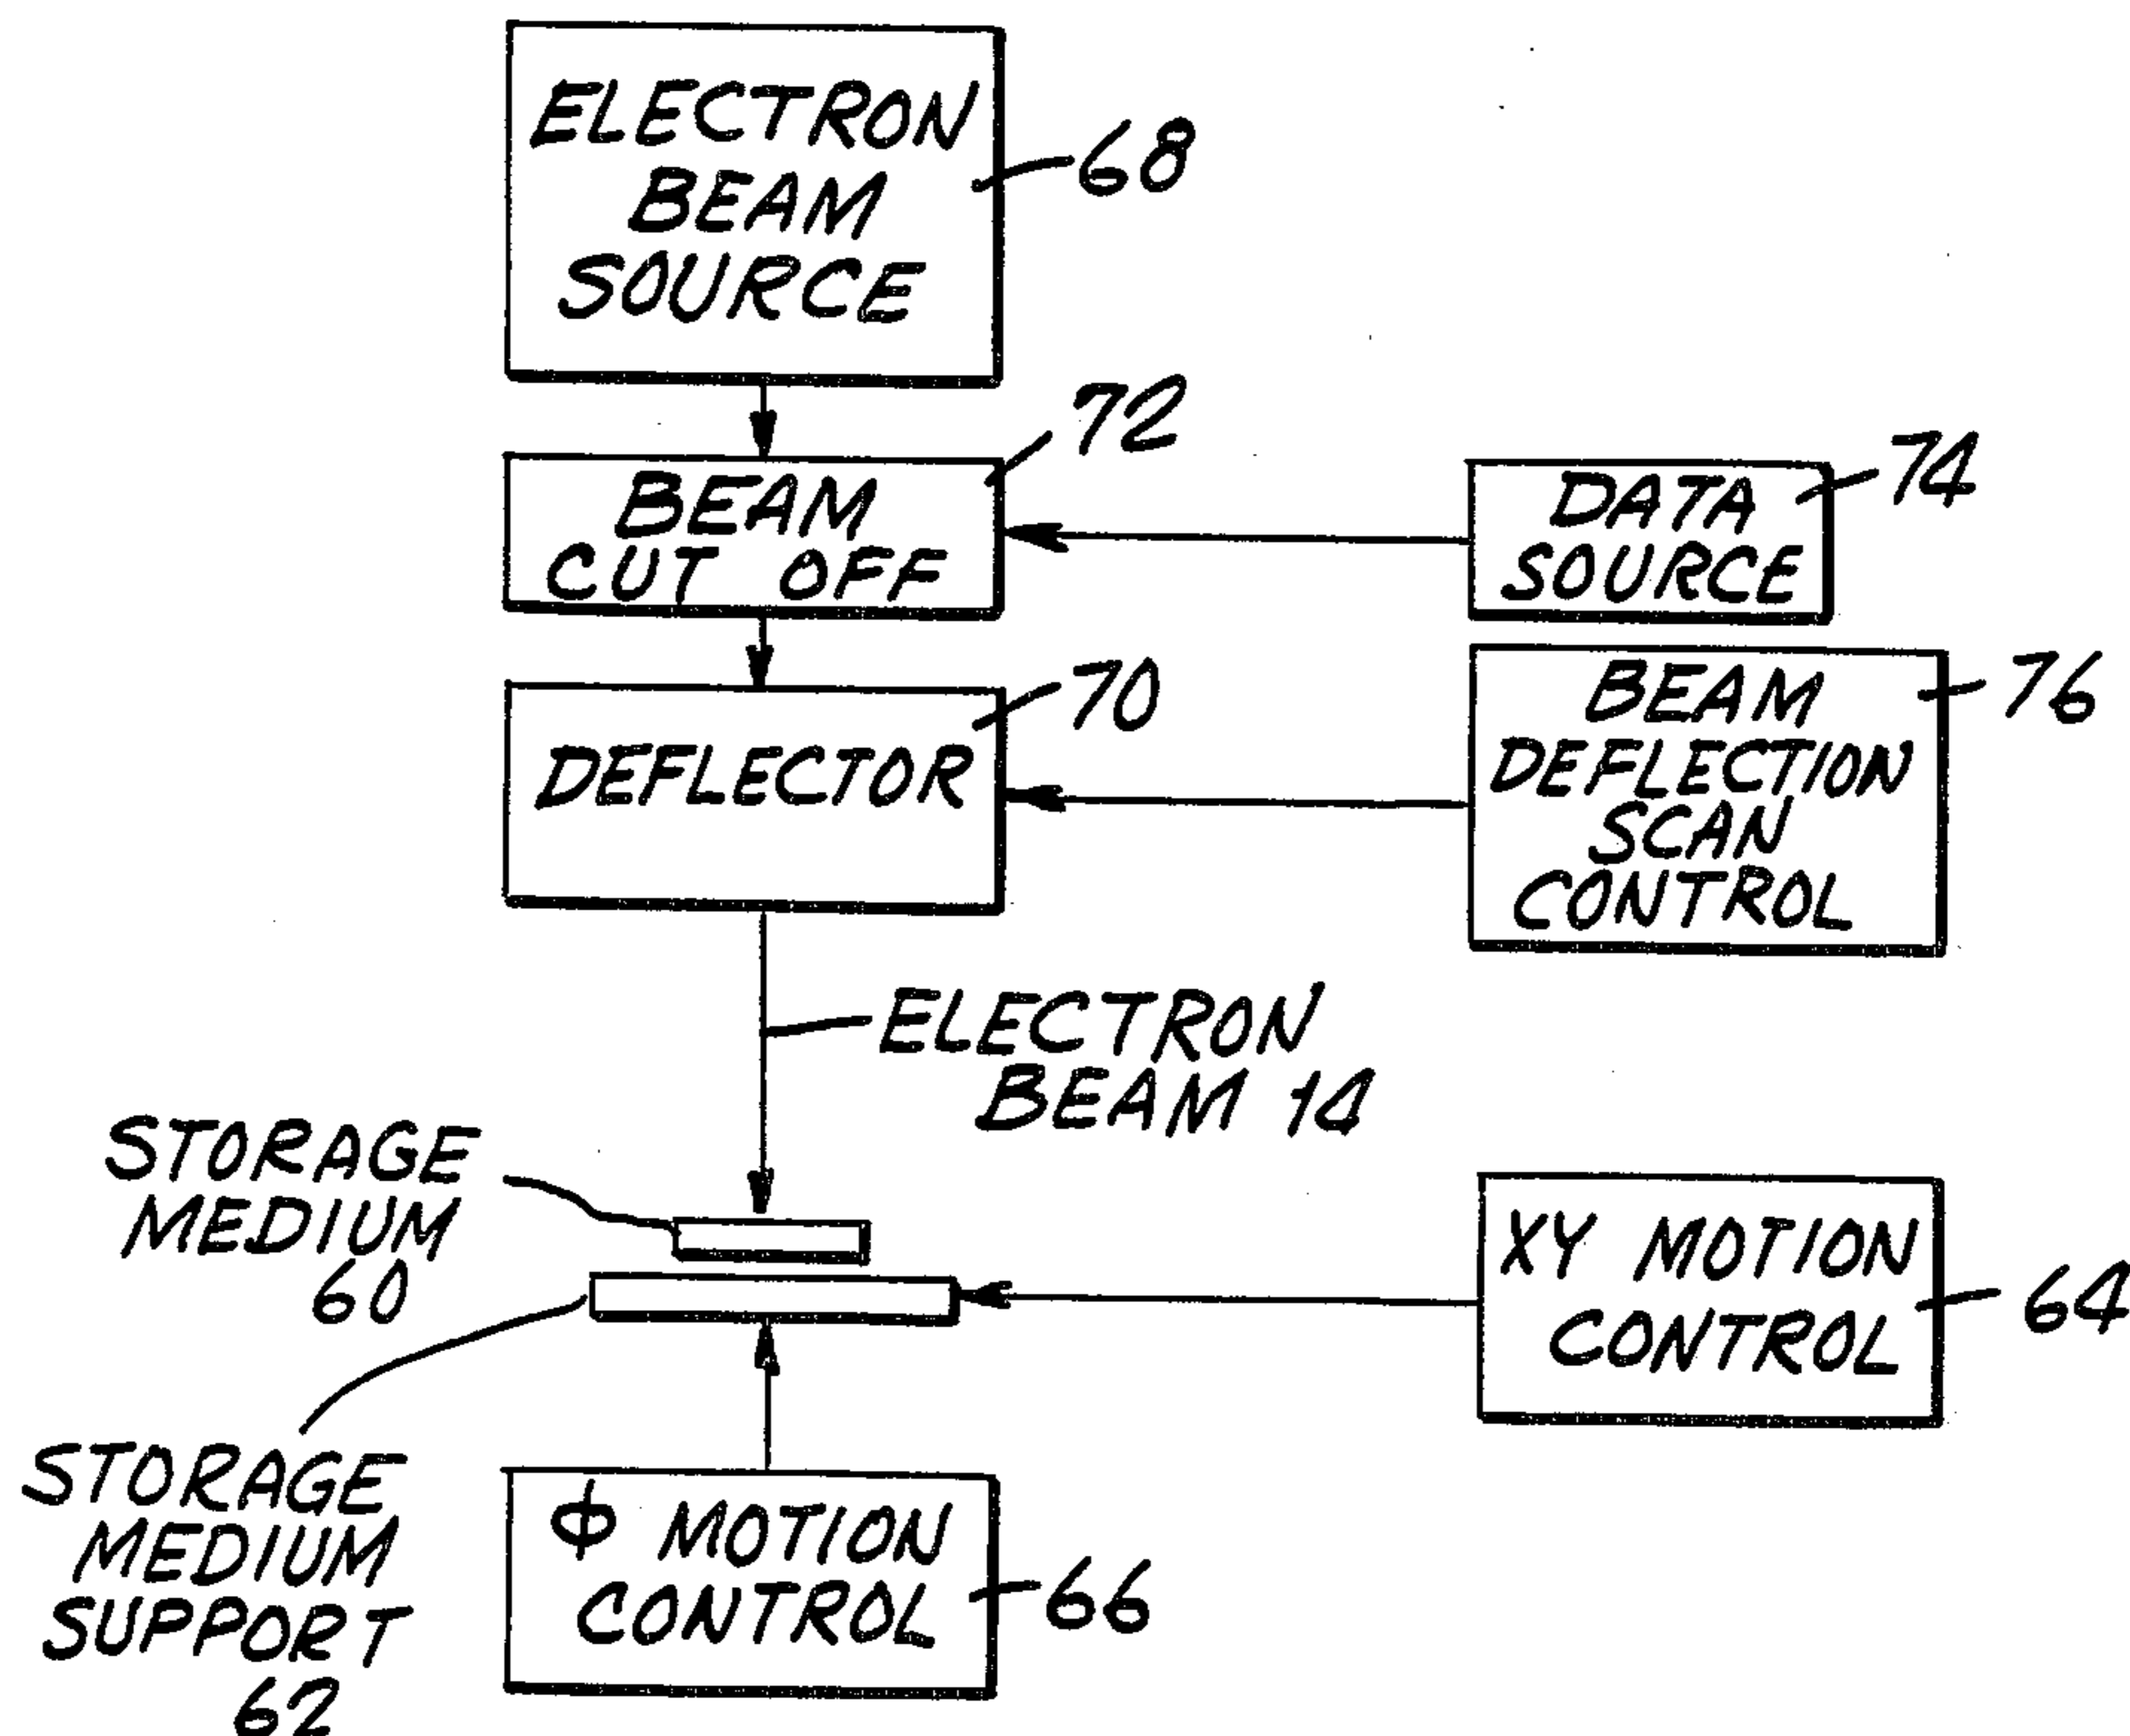 ELECTRON
BEAM
SOURCE
68
BEAM
CUT OFF
72
DATA
SOURCE
74
DEFLECTOR
70
BEAM
DEFLECTION
SCAN
CONTROL
76
ELECTRON
BEAM 14
STORAGE
MEDIUM
60
XY MOTION
CONTROL
64
STORAGE
MEDIUM
SUPPORT
62
Φ MOTION
CONTROL
66